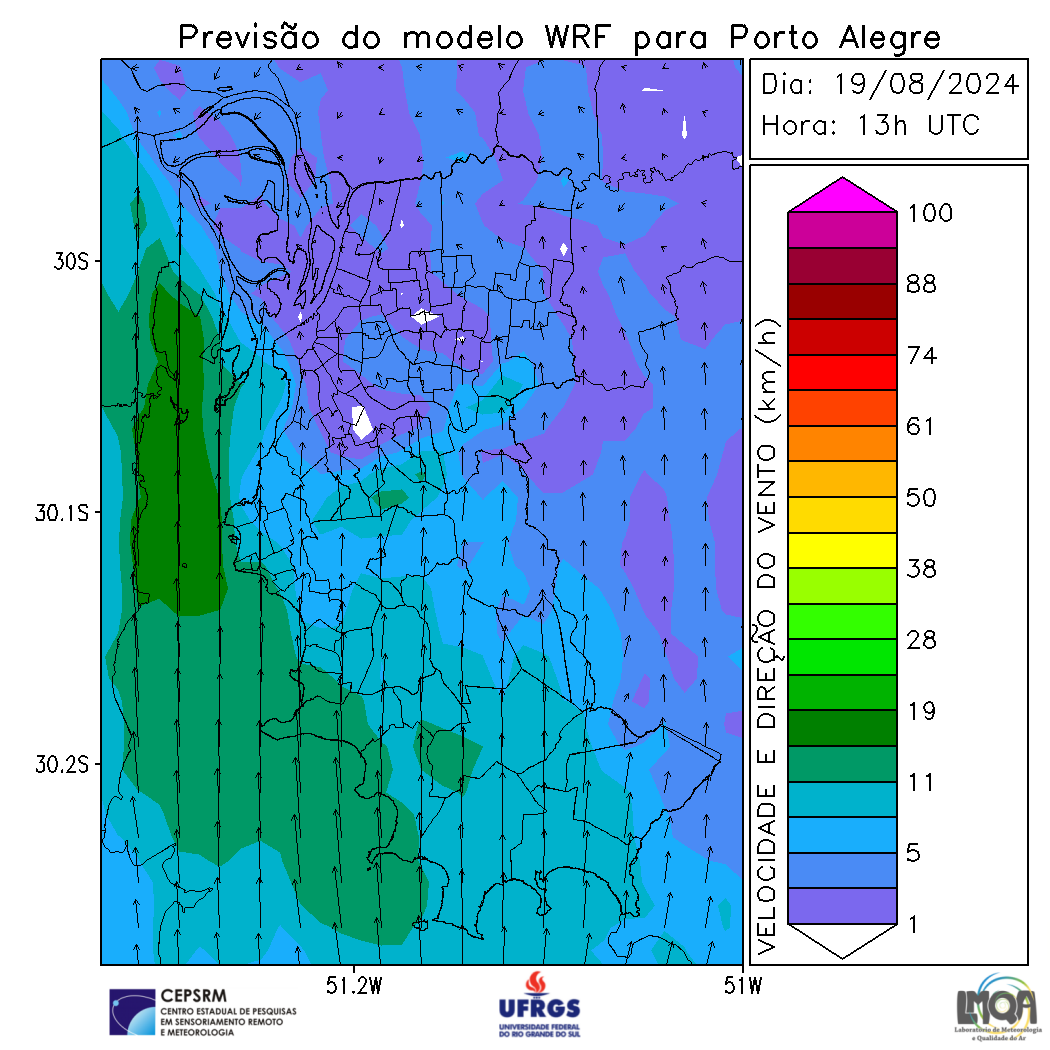 Previsão do modelo WRF para Porto Alegre
Dia: 19/08/2024
Hora: 13h UTC
30S
30.1S
30.2S
51.2W
51W
VELOCIDADE E DIREÇÃO DO VENTO (km/h)
100
88
74
61
50
38
28
19
11
5
1
CEPSRM
CENTRO ESTADUAL DE PESQUISAS
EM SENSORIAMENTO REMOTO
E METEOROLOGIA
UFRGS
UNIVERSIDADE FEDERAL
DO RIO GRANDE DO SUL
LMQA
Laboratório de Meteorologia
e Qualidade do Ar